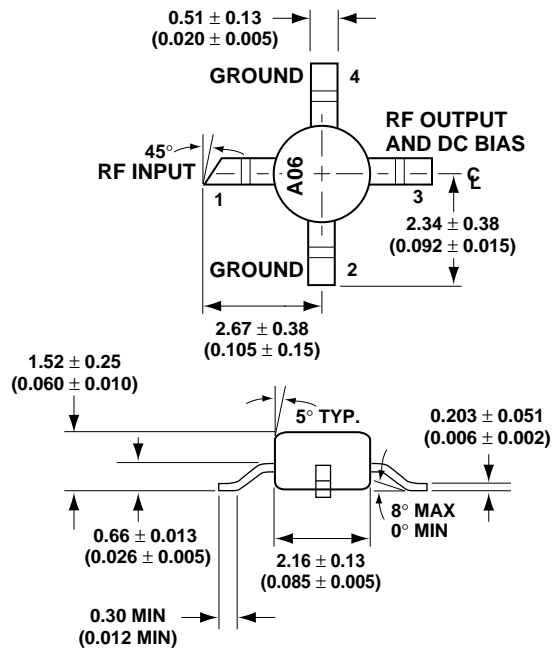 0.51 ± 0.13
(0.020 ± 0.005)
GROUND
4
RF OUTPUT
AND DC BIAS
45°
RF INPUT
A06
℄
1
3
2.34 ± 0.38
(0.092 ± 0.015)
GROUND
2
2.67 ± 0.38
(0.105 ± 0.15)
1.52 ± 0.25
(0.060 ± 0.010)
5° TYP.
0.203 ± 0.051
(0.006 ± 0.002)
8° MAX
0° MIN
0.66 ± 0.013
(0.026 ± 0.005)
2.16 ± 0.13
(0.085 ± 0.005)
0.30 MIN
(0.012 MIN)